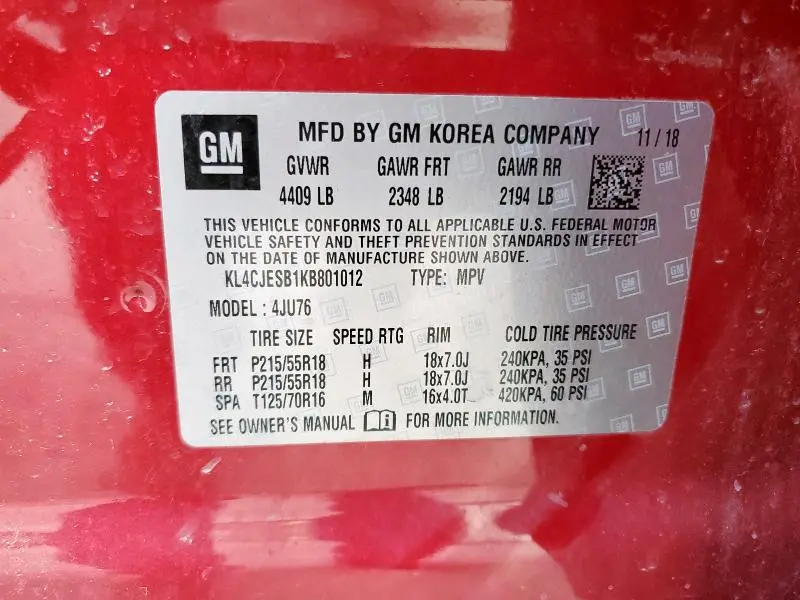 GM MFD BY GM KOREA COMPANY 11 / 18
GVWR GAWR FRT GAWR RR
4409 LB 2348 LB 2194 LB
THIS VEHICLE CONFORMS TO ALL APPLICABLE U.S. FEDERAL MOTOR
VEHICLE SAFETY AND THEFT PREVENTION STANDARDS IN EFFECT
ON THE DATE OF MANUFACTURE SHOWN ABOVE.
KL4CJESB1KB801012 TYPE: MPV
MODEL : 4JU76
TIRE SIZE SPEED RTG RIM COLD TIRE PRESSURE
FRT P215/55R18 H 18x7.0J 240KPA, 35 PSI
RR P215/55R18 H 18x7.0J 240KPA, 35 PSI
SPA T125/70R16 M 16x4.0T 420KPA, 60 PSI
SEE OWNER'S MANUAL i FOR MORE INFORMATION.